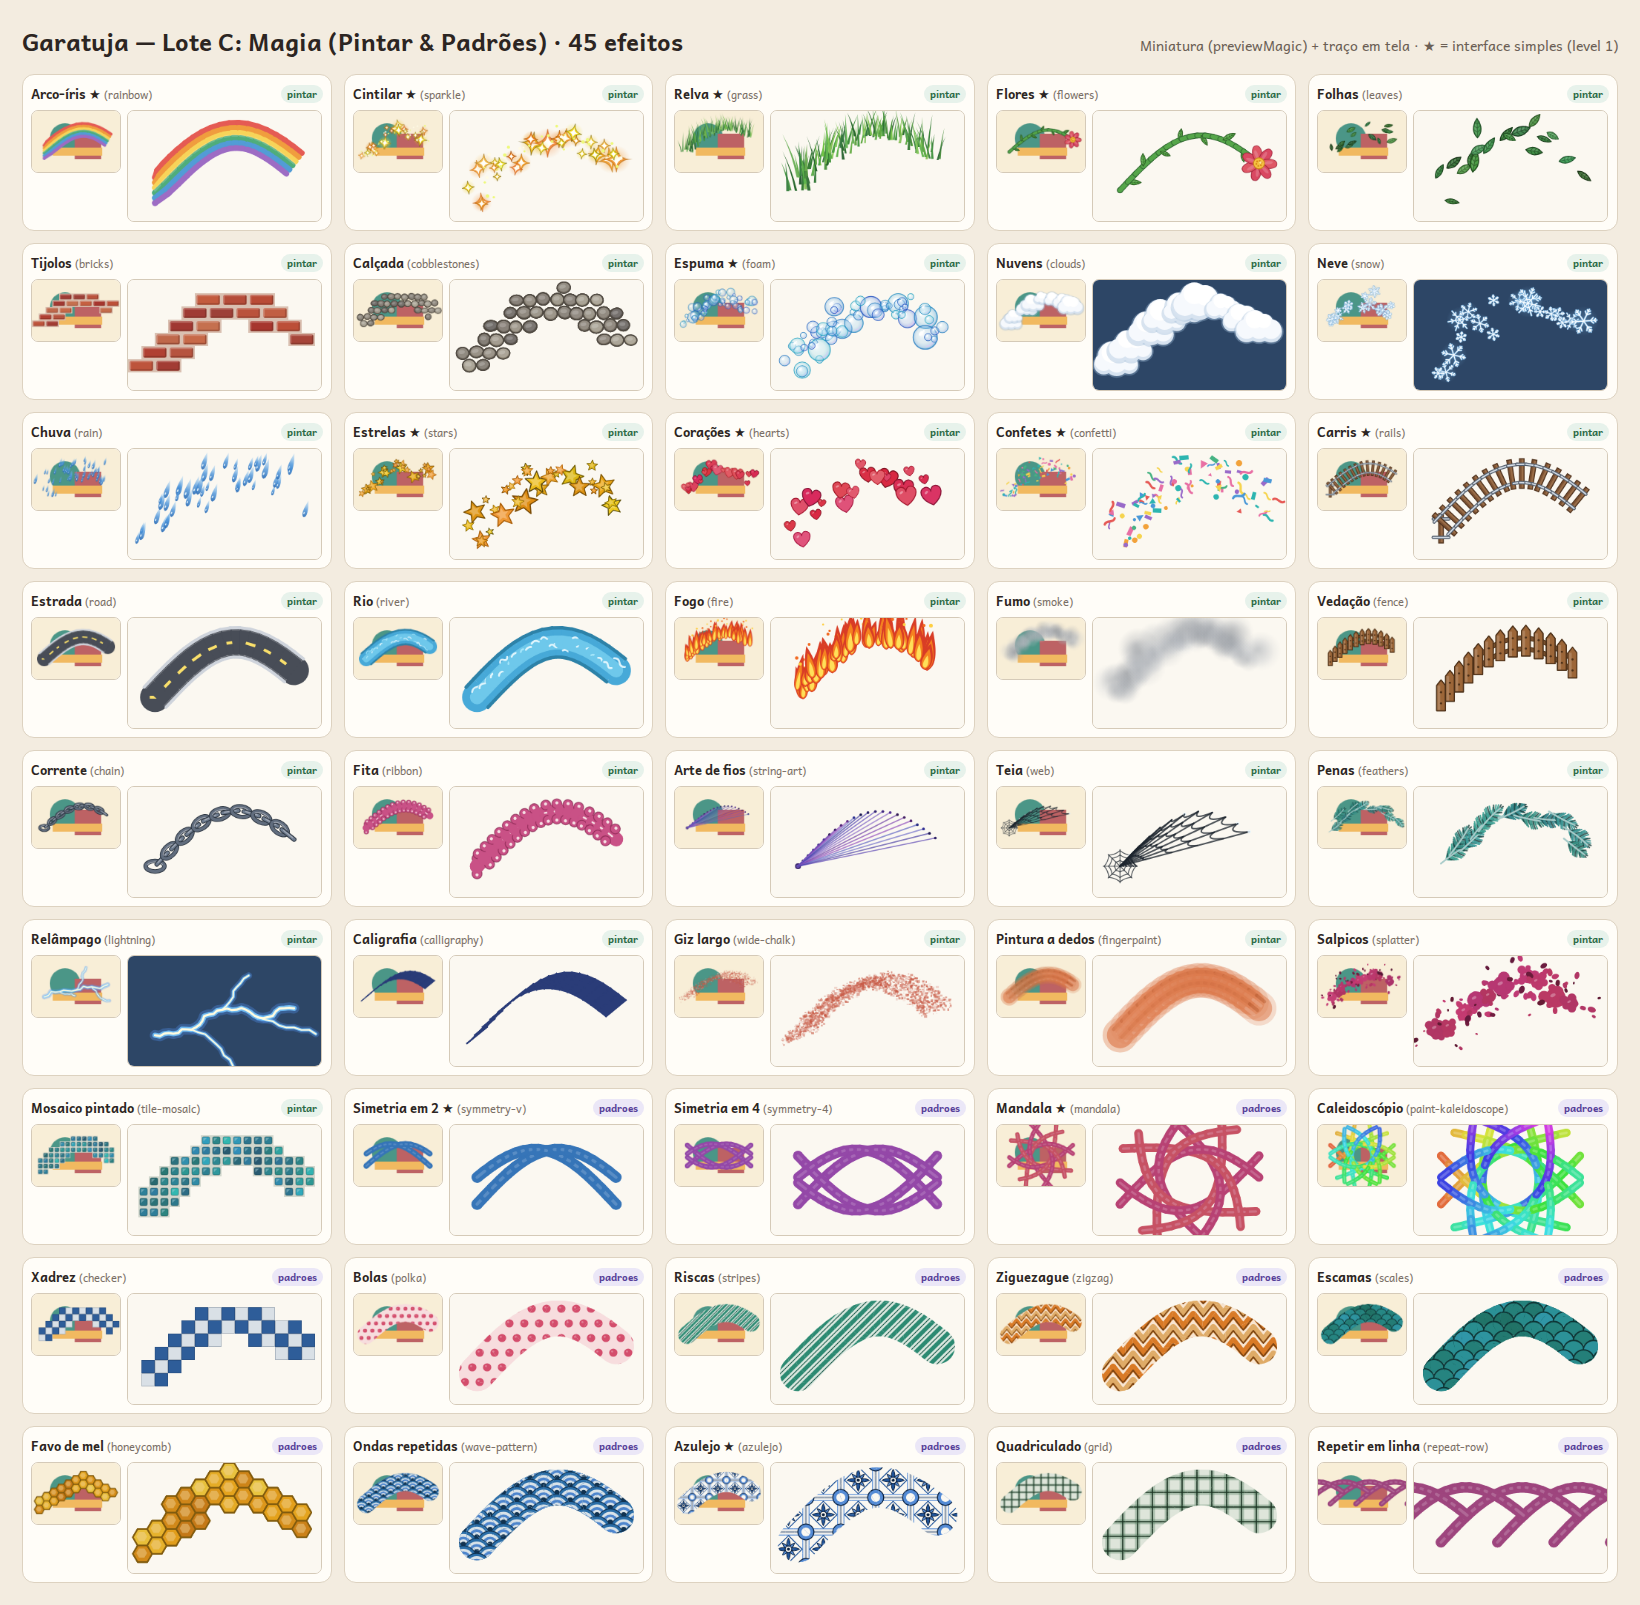 Garatuja — Lote C: Magia (Pintar & Padrões) · 45 efeitos
Miniatura (previewMagic) + traço em tela · ★ = interface simples (level 1)
Arco-íris ★ (rainbow) pintar
Cintilar ★ (sparkle) pintar
Relva ★ (grass) pintar
Flores ★ (flowers) pintar
Folhas (leaves) pintar
Tijolos (bricks) pintar
Calçada (cobblestones) pintar
Espuma ★ (foam) pintar
Nuvens (clouds) pintar
Neve (snow) pintar
Chuva (rain) pintar
Estrelas ★ (stars) pintar
Corações ★ (hearts) pintar
Confetes ★ (confetti) pintar
Carris ★ (rails) pintar
Estrada (road) pintar
Rio (river) pintar
Fogo (fire) pintar
Fumo (smoke) pintar
Vedação (fence) pintar
Corrente (chain) pintar
Fita (ribbon) pintar
Arte de fios (string-art) pintar
Teia (web) pintar
Penas (feathers) pintar
Relâmpago (lightning) pintar
Caligrafia (calligraphy) pintar
Giz largo (wide-chalk) pintar
Pintura a dedos (fingerpaint) pintar
Salpicos (splatter) pintar
Mosaico pintado (tile-mosaic) pintar
Simetria em 2 ★ (symmetry-v) padroes
Simetria em 4 (symmetry-4) padroes
Mandala ★ (mandala) padroes
Caleidoscópio (paint-kaleidoscope) padroes
Xadrez (checker) padroes
Bolas (polka) padroes
Riscas (stripes) padroes
Ziguezague (zigzag) padroes
Escamas (scales) padroes
Favo de mel (honeycomb) padroes
Ondas repetidas (wave-pattern) padroes
Azulejo ★ (azulejo) padroes
Quadriculado (grid) padroes
Repetir em linha (repeat-row) padroes